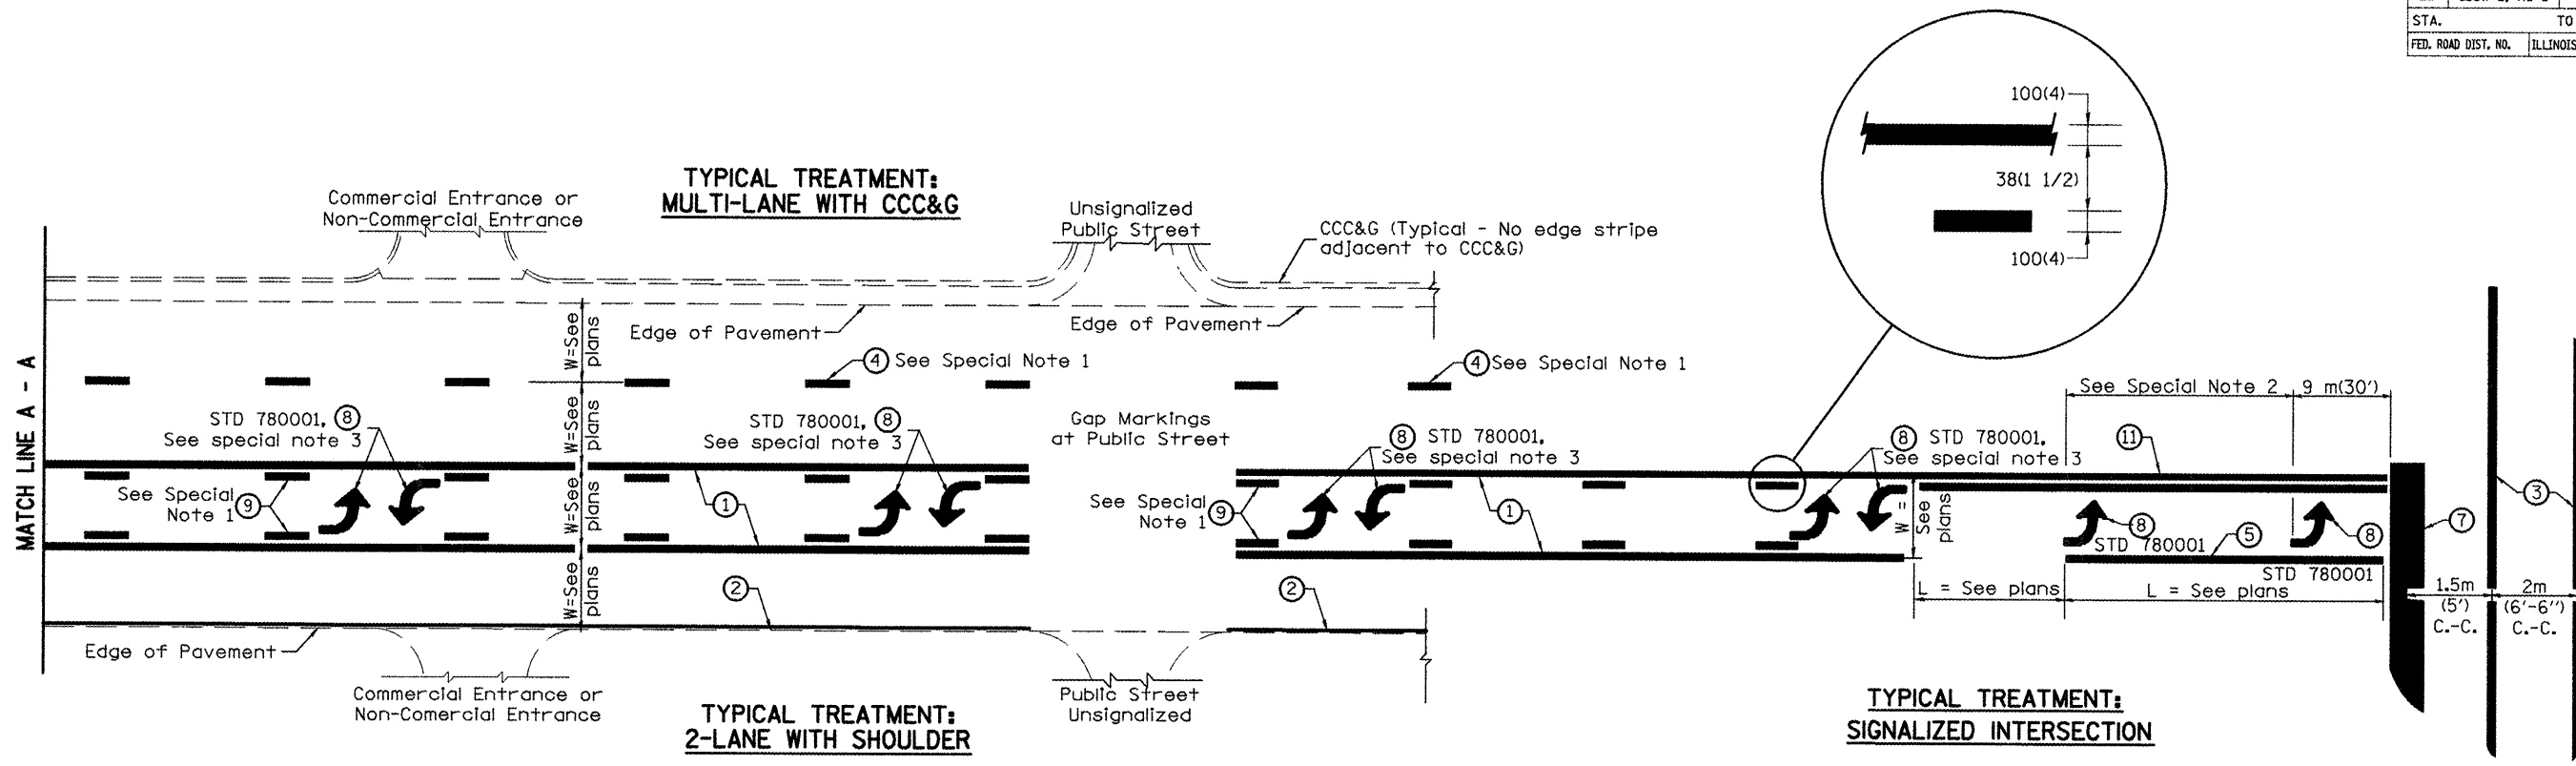 STA. TO
FED. ROAD DIST. NO. ILLINOIS
100(4)
38(1 1/2)
100(4)
TYPICAL TREATMENT:
MULTI-LANE WITH CCC&G
Commercial Entrance or
Non-Commercial Entrance
Unsignalized
Public Street
CCC&G (Typical - No edge stripe
adjacent to CCC&G)
Edge of Pavement
Edge of Pavement
MATCH LINE A - A
W=See
plans
W=See
plans
W=See
plans
W=See
plans
4 See Special Note 1
4 See Special Note 1
STD 780001, 8
See special note 3
STD 780001, 8
See special note 3
Gap Markings
at Public Street
8 STD 780001,
See special note 3
8 STD 780001,
See special note 3
See Special Note 2
9 m(30')
11
See Special
Note 1 9
1
See Special
Note 1 9
1
W =
See
plans
8
STD 780001
5
8
STD 780001
7
3
2
2
L = See plans
L = See plans
1.5m
(5')
C.-C.
2m
(6'-6")
C.-C.
Edge of Pavement
Commercial Entrance or
Non-Comercial Entrance
Public Street
Unsignalized
TYPICAL TREATMENT:
2-LANE WITH SHOULDER
TYPICAL TREATMENT:
SIGNALIZED INTERSECTION